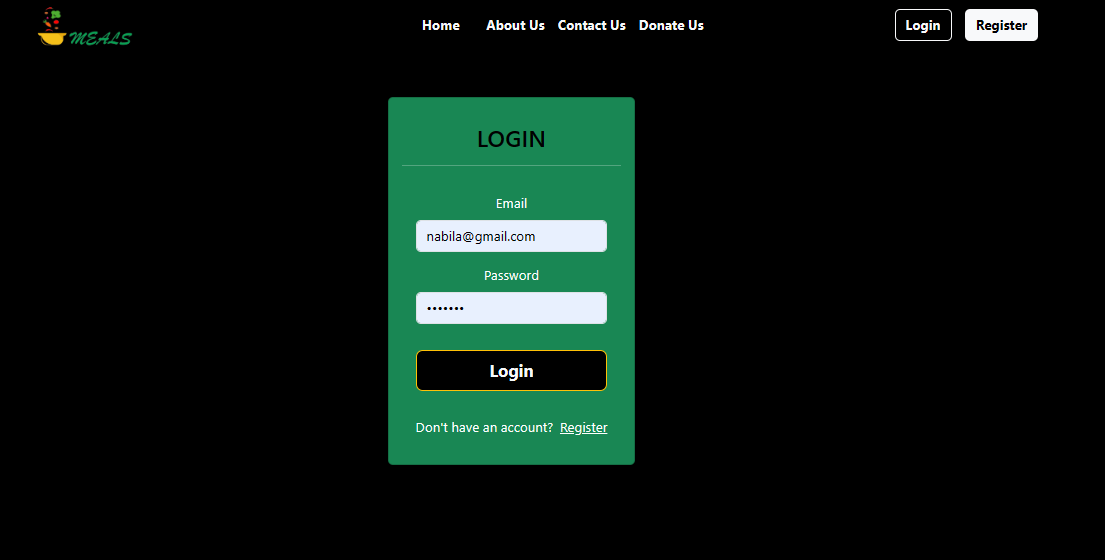 MEALS
Home About Us Contact Us Donate Us
Login Register
LOGIN
Email
nabila@gmail.com
Password
•••••••
Login
Don't have an account? Register